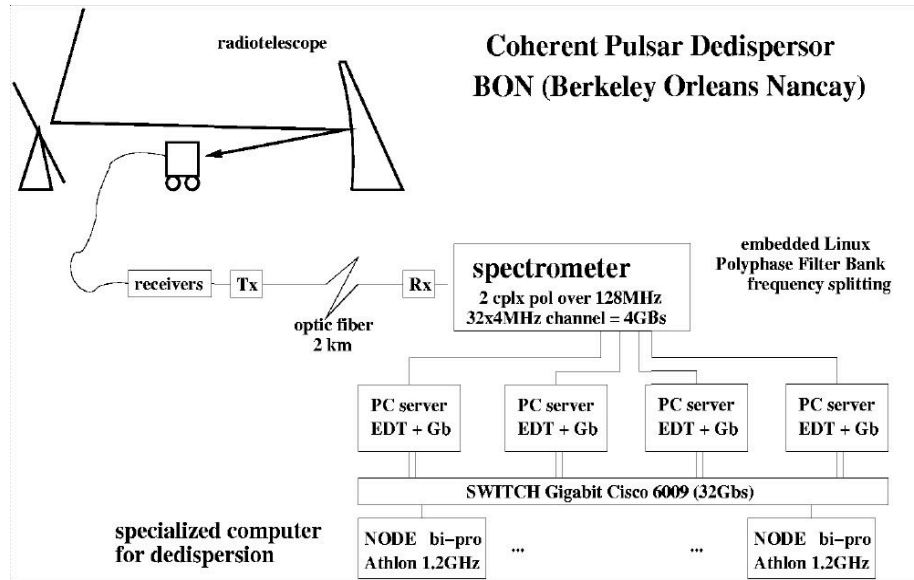 radiotelescope
Coherent Pulsar Dedispersor
BON (Berkeley Orleans Nancay)
receivers
Tx
optic fiber
2 km
Rx
spectrometer
2 cplx pol over 128MHz
32x4MHz channel = 4GBs
embedded Linux
Polyphase Filter Bank
frequency splitting
PC server
EDT + Gb
PC server
EDT + Gb
PC server
EDT + Gb
PC server
EDT + Gb
SWITCH Gigabit Cisco 6009 (32Gbs)
specialized computer
for dedispersion
NODE bi-pro
Athlon 1.2GHz
...
...
NODE bi-pro
Athlon 1.2GHz